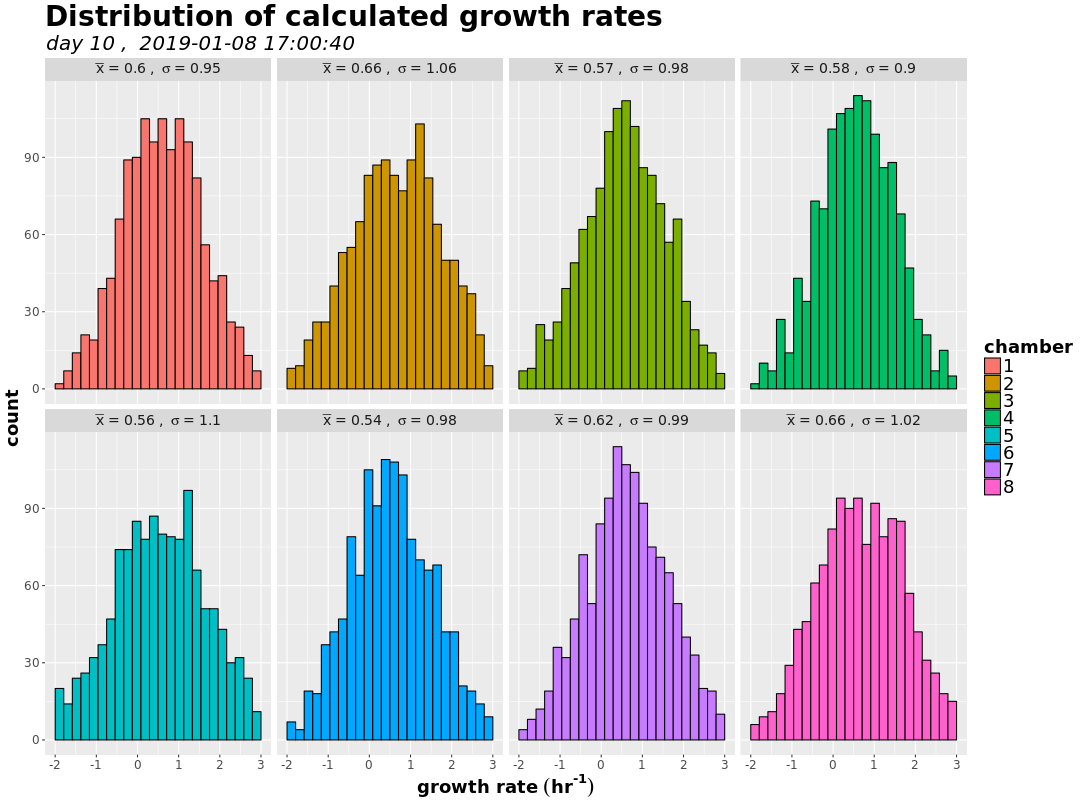 Distribution of calculated growth rates
day 10 , 2019-01-08 17:00:40
x̅ = 0.6 , σ = 0.95
x̅ = 0.66 , σ = 1.06
x̅ = 0.57 , σ = 0.98
x̅ = 0.58 , σ = 0.9
90
60
30
0
x̅ = 0.56 , σ = 1.1
x̅ = 0.54 , σ = 0.98
x̅ = 0.62 , σ = 0.99
x̅ = 0.66 , σ = 1.02
90
60
30
0
-2 -1 0 1 2 3
-2 -1 0 1 2 3
-2 -1 0 1 2 3
-2 -1 0 1 2 3
count
growth rate (hr⁻¹)
chamber
1
2
3
4
5
6
7
8